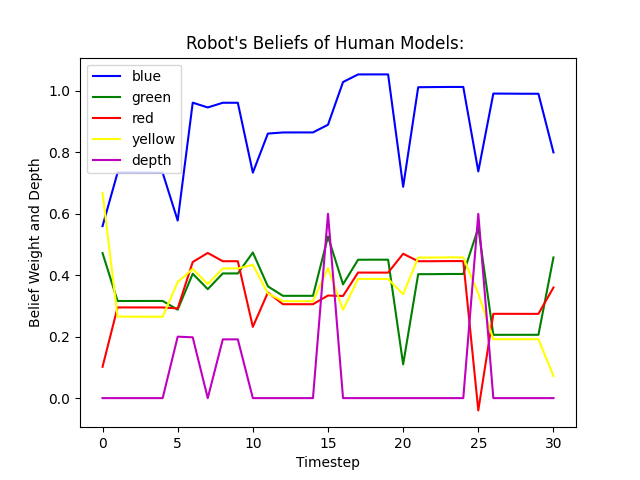 Robot's Beliefs of Human Models:
blue
green
red
yellow
depth
Belief Weight and Depth
1.0
0.8
0.6
0.4
0.2
0.0
0 5 10 15 20 25 30
Timestep